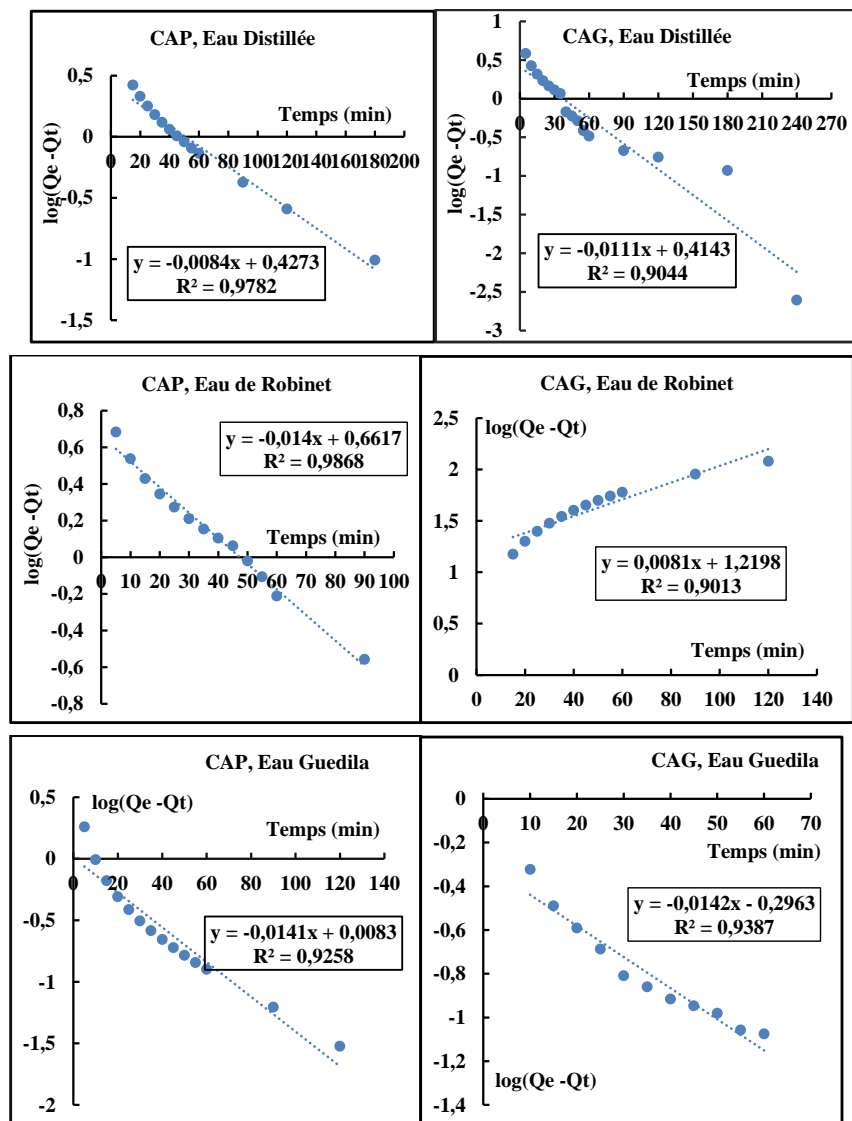 CAP, Eau Distillée
0,5
0
-0,5
-1
-1,5
0 20 40 60 80 100 120 140 160 180 200
log(Qe -Qt)
Temps (min)
y = -0,0084x + 0,4273
R² = 0,9782
CAG, Eau Distillée
1
0,5
0
-0,5
-1
-1,5
-2
-2,5
-3
0 30 60 90 120 150 180 210 240 270
log(Qe -Qt)
Temps (min)
y = -0,0111x + 0,4143
R² = 0,9044
CAP, Eau de Robinet
0,8
0,6
0,4
0,2
0
-0,2
-0,4
-0,6
-0,8
0 10 20 30 40 50 60 70 80 90 100
log(Qe -Qt)
Temps (min)
y = -0,014x + 0,6617
R² = 0,9868
CAG, Eau de Robinet
2,5
2
1,5
1
0,5
0
0 20 40 60 80 100 120 140
log(Qe -Qt)
Temps (min)
y = 0,0081x + 1,2198
R² = 0,9013
CAP, Eau Guedila
0,5
0
-0,5
-1
-1,5
-2
0 20 40 60 80 100 120 140
log(Qe -Qt)
Temps (min)
y = -0,0141x + 0,0083
R² = 0,9258
CAG, Eau Guedila
0
-0,2
-0,4
-0,6
-0,8
-1
-1,2
-1,4
0 10 20 30 40 50 60 70
Temps (min)
y = -0,0142x - 0,2963
R² = 0,9387
log(Qe -Qt)